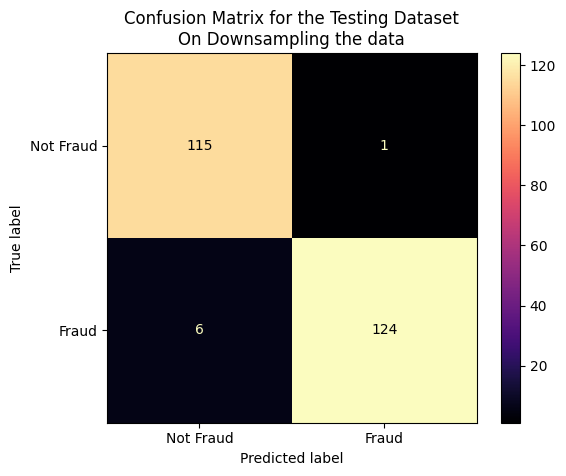 Confusion Matrix for the Testing Dataset
On Downsampling the data
True label
Not Fraud
115
1
Fraud
6
124
Not Fraud
Fraud
Predicted label
120
100
80
60
40
20